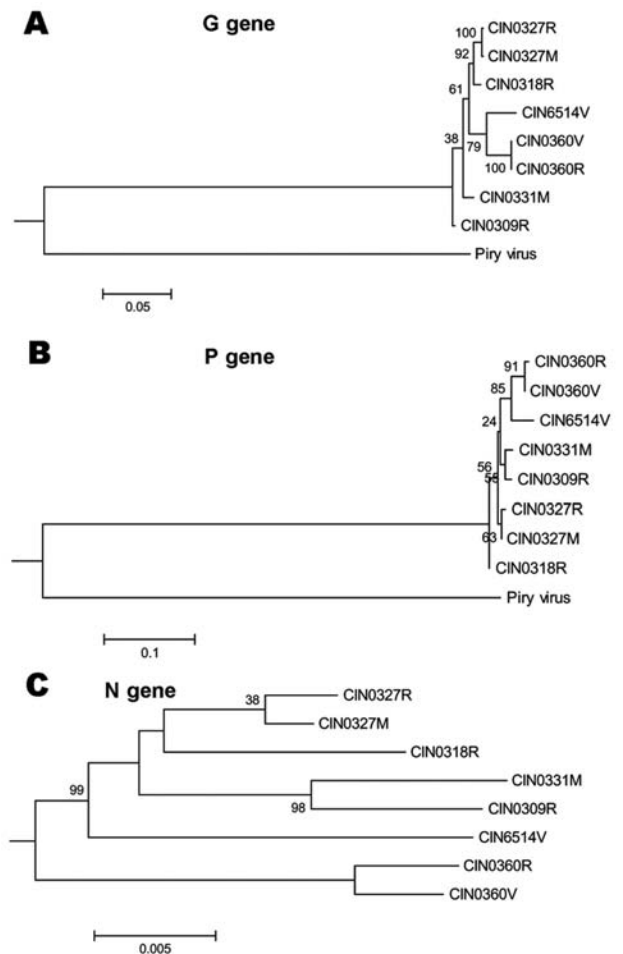 A
G gene
100
CIN0327R
92
CIN0327M
CIN0318R
61
CIN6514V
38
79
CIN0360V
100
CIN0360R
CIN0331M
CIN0309R
Piry virus
0.05
B
P gene
91
CIN0360R
85
CIN0360V
24
CIN6514V
CIN0331M
56
55
CIN0309R
CIN0327R
63
CIN0327M
CIN0318R
Piry virus
0.1
C
N gene
38
CIN0327R
CIN0327M
CIN0318R
99
CIN0331M
98
CIN0309R
CIN6514V
CIN0360R
CIN0360V
0.005